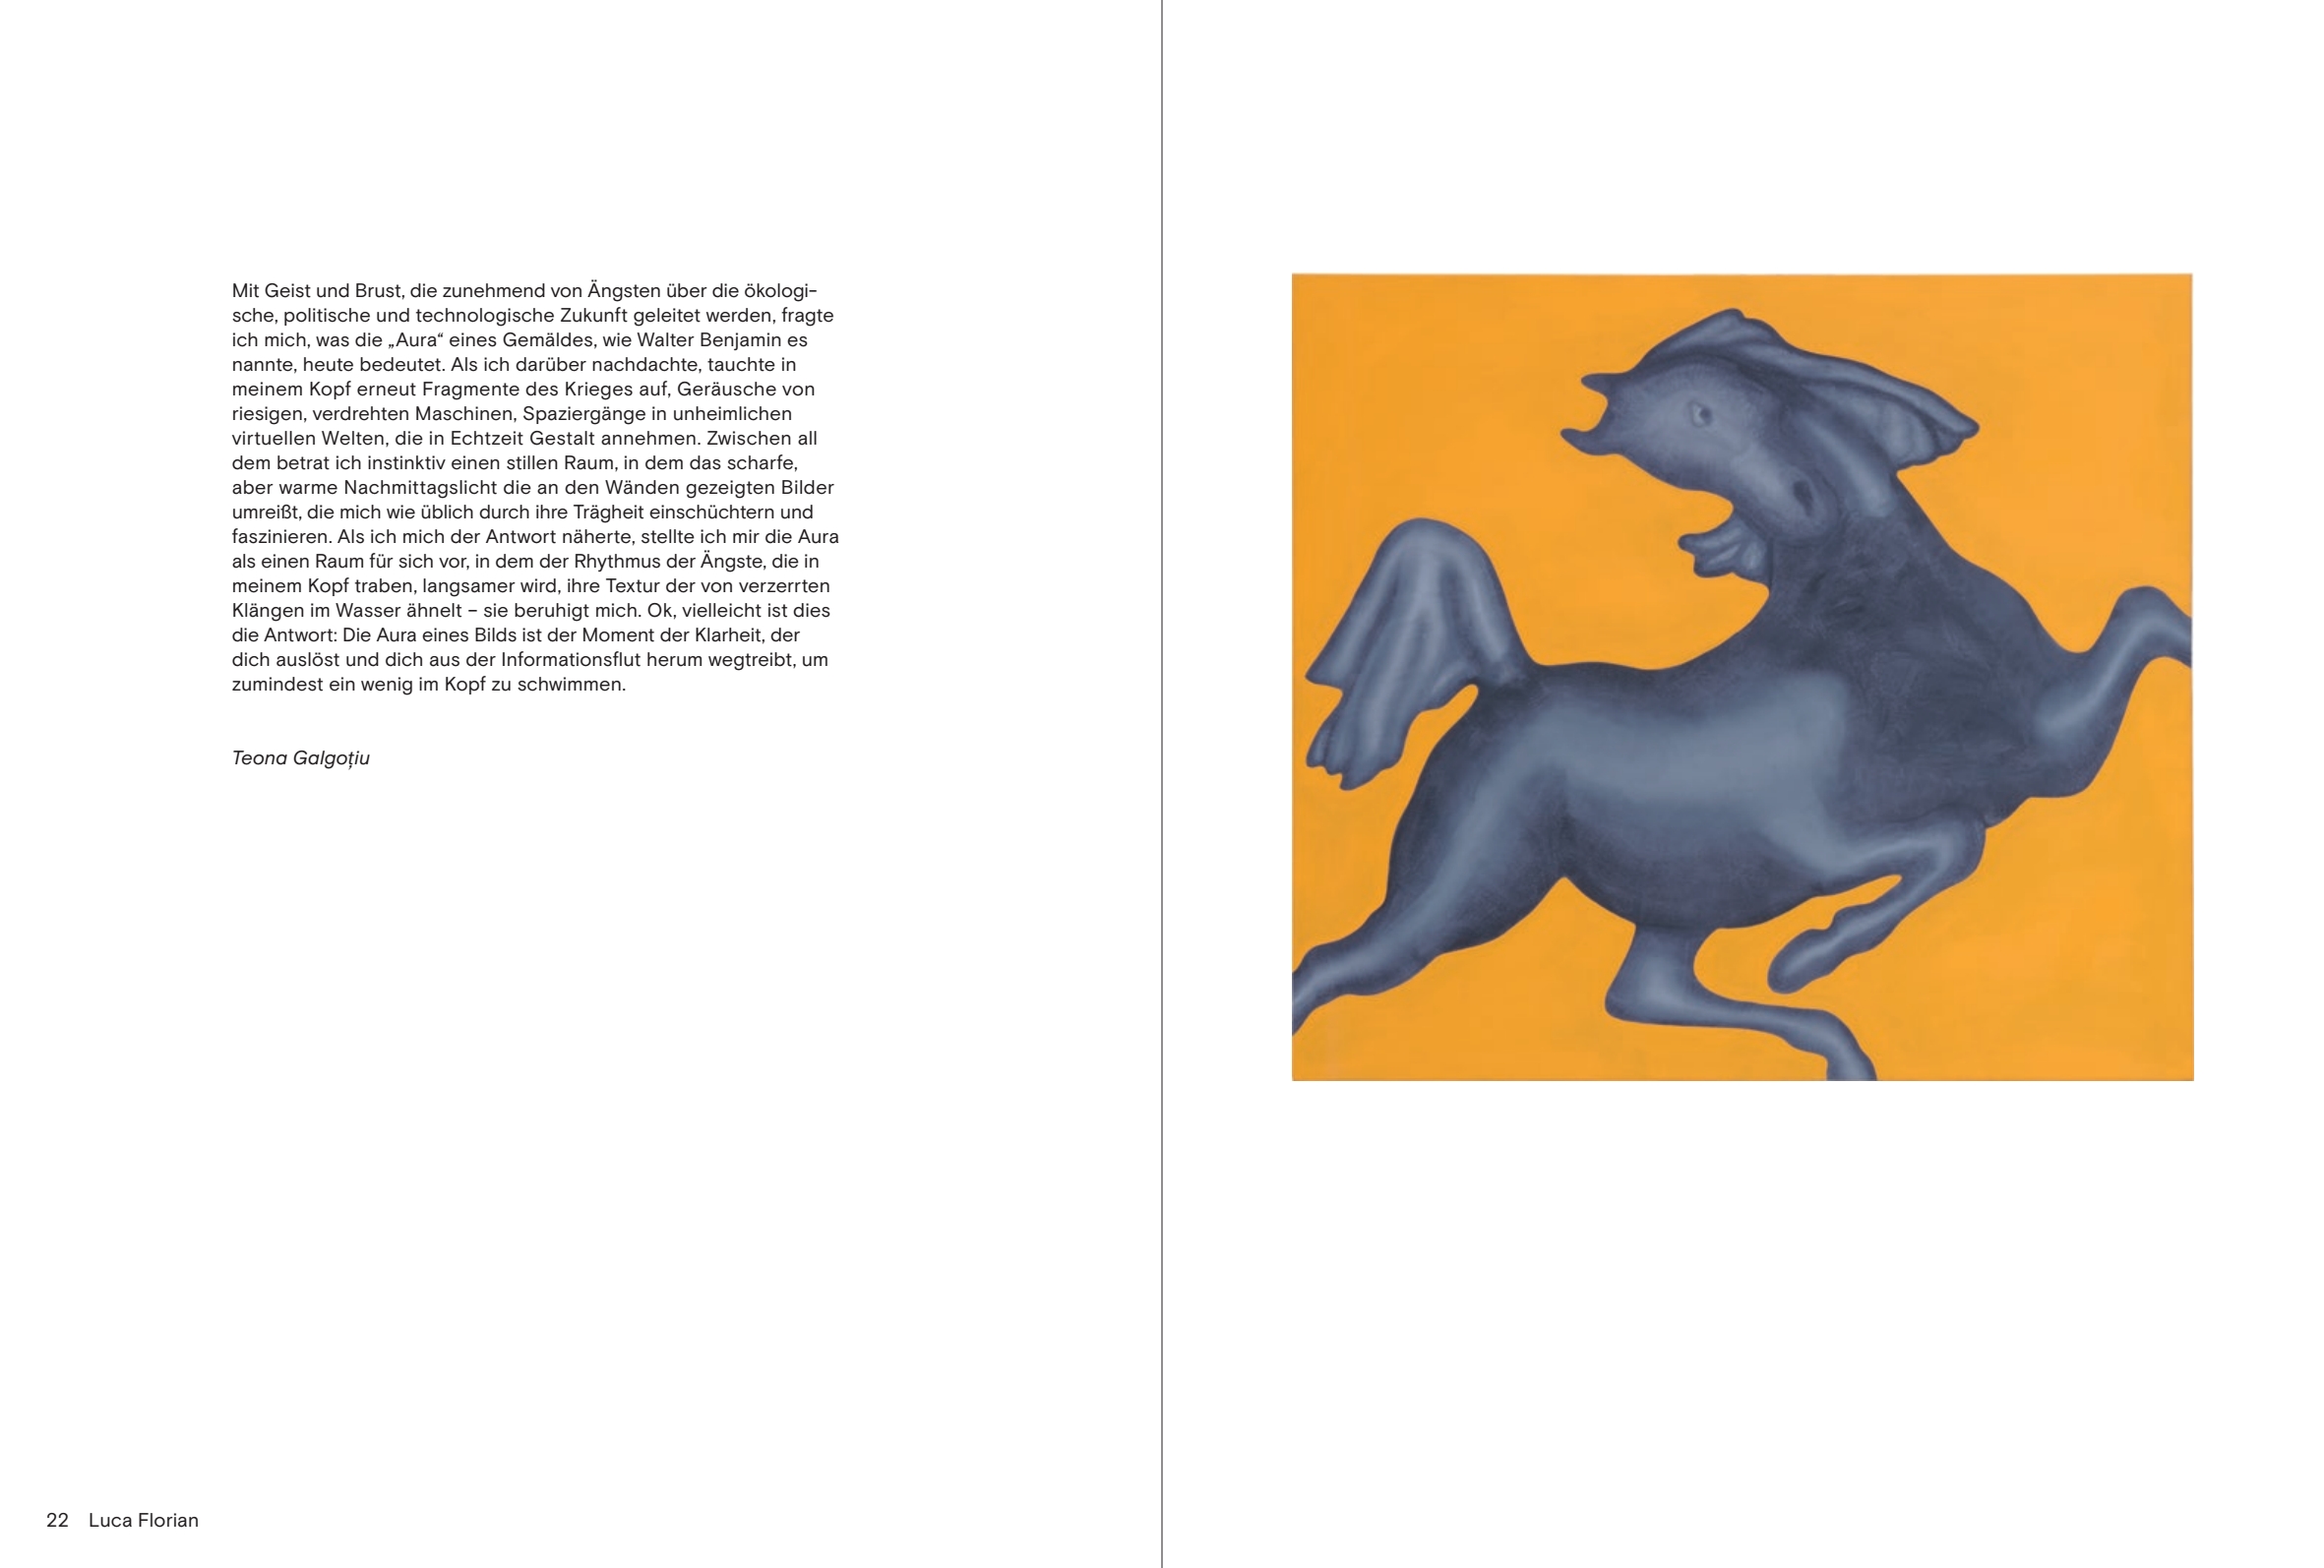 Mit Geist und Brust, die zunehmend von Ängsten über die ökologi-
sche, politische und technologische Zukunft geleitet werden, fragte
ich mich, was die „Aura“ eines Gemäldes, wie Walter Benjamin es
nannte, heute bedeutet. Als ich darüber nachdachte, tauchte in
meinem Kopf erneut Fragmente des Krieges auf, Geräusche von
riesigen, verdrehten Maschinen, Spaziergänge in unheimlichen
virtuellen Welten, die in Echtzeit Gestalt annehmen. Zwischen all
dem betrat ich instinktiv einen stillen Raum, in dem das scharfe,
aber warme Nachmittagslicht die an den Wänden gezeigten Bilder
umreißt, die mich wie üblich durch ihre Trägheit einschüchtern und
faszinieren. Als ich mich der Antwort näherte, stellte ich mir die Aura
als einen Raum für sich vor, in dem der Rhythmus der Ängste, die in
meinem Kopf traben, langsamer wird, ihre Textur der von verzerrten
Klängen im Wasser ähnelt – sie beruhigt mich. Ok, vielleicht ist dies
die Antwort: Die Aura eines Bilds ist der Moment der Klarheit, der
dich auslöst und dich aus der Informationsflut herum wegtreibt, um
zumindest ein wenig im Kopf zu schwimmen.
Teona Galgoțiu
22 Luca Florian